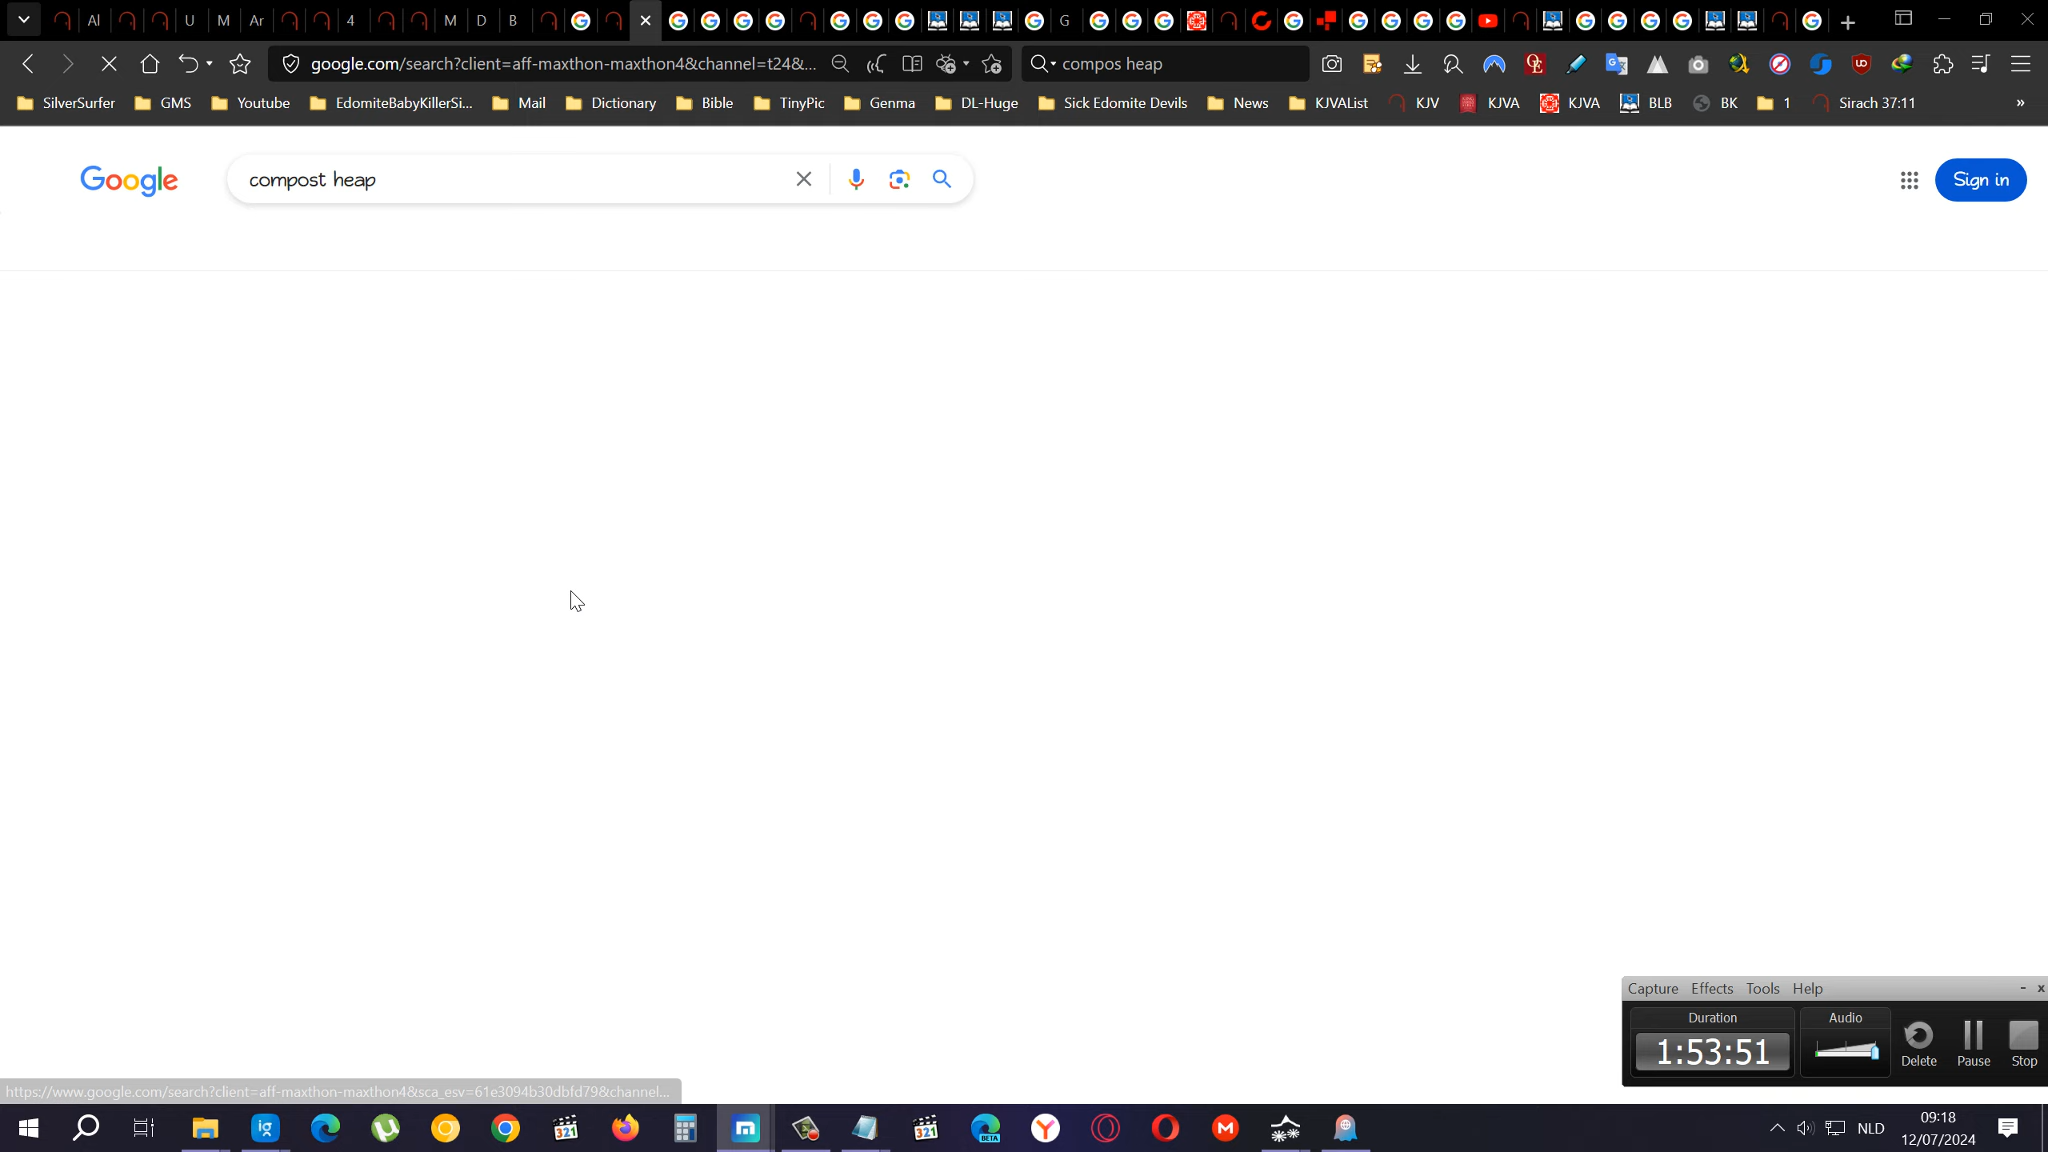 Al U M Ar 4 M D B G
google.com/search?client=aff-maxthon-maxthon4&channel=t24&...
compos heap
SilverSurfer GMS Youtube EdomiteBabyKillerSi... Mail Dictionary Bible TinyPic Genma DL-Huge Sick Edomite Devils News KJVAList KJV KJVA KJVA BLB BK 1 Sirach 37:11 »
Google
compost heap
Sign in
Capture Effects Tools Help - x
Duration
Audio
1:53:51
Delete
Pause
Stop
https://www.google.com/search?client=aff-maxthon-maxthon4&sca_esv=61e3094b30dbfd79&channel...
NLD
09:18
12/07/2024